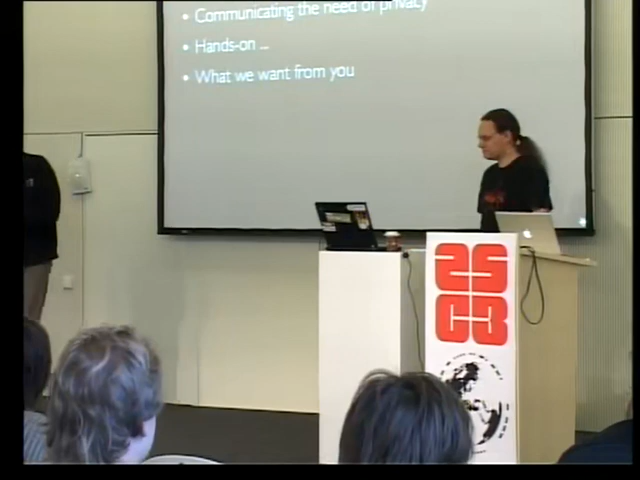 • Communicating the need of privacy
• Hands-on ...
• What we want from you
25
C3